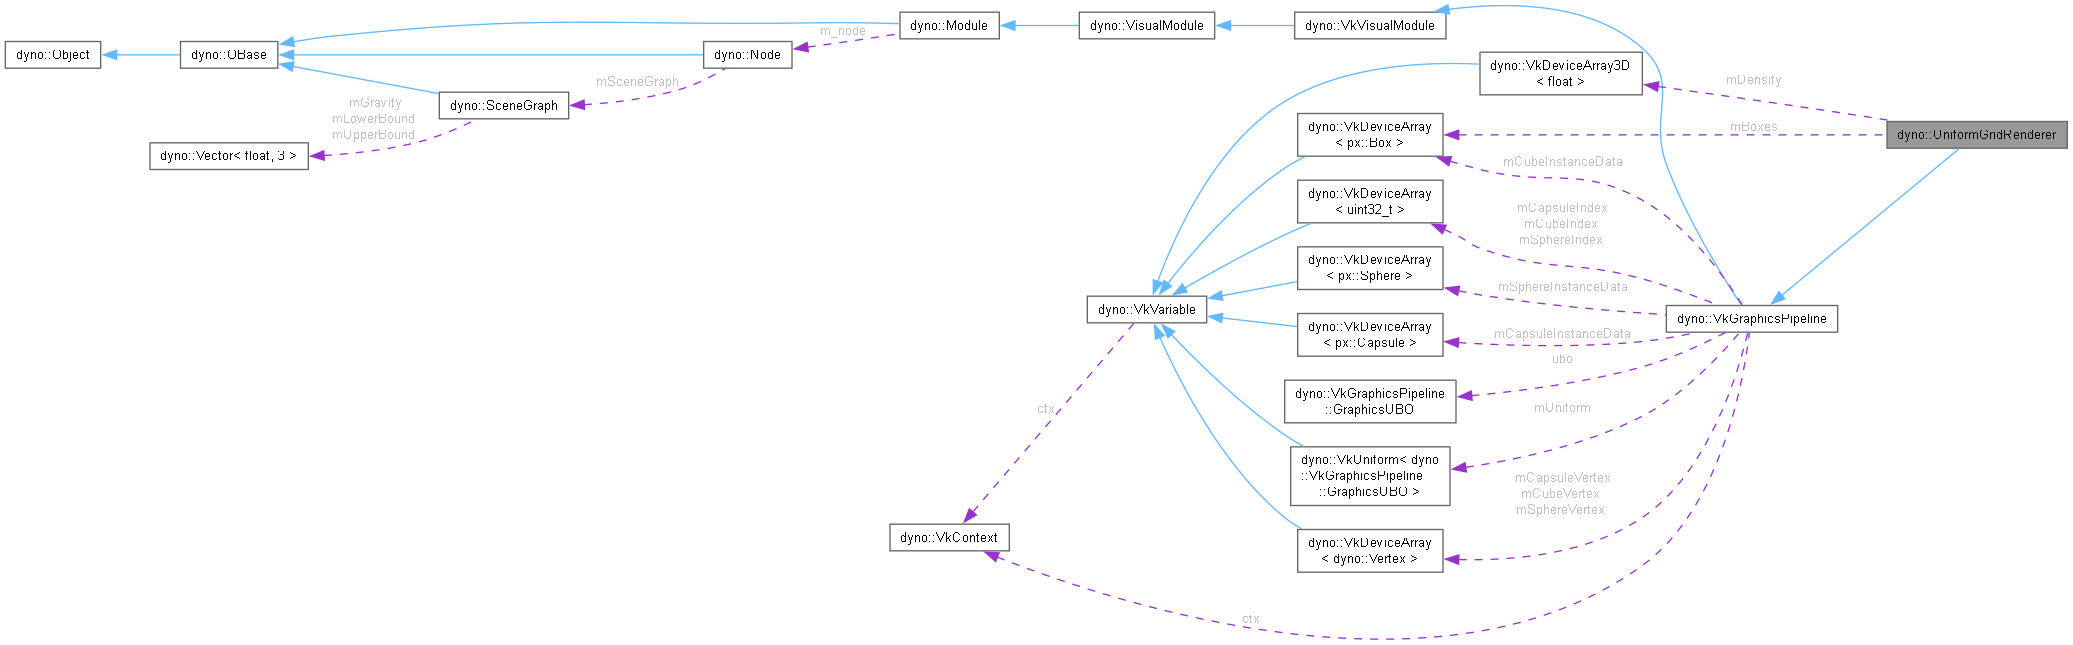 dyno::Object
dyno::OBase
dyno::Module
dyno::VisualModule
dyno::VkVisualModule
m_node
dyno::Node
mSceneGraph
dyno::SceneGraph
mGravity
mLowerBound
mUpperBound
dyno::Vector< float, 3 >
dyno::VkDeviceArray3D
< float >
mDensity
dyno::VkDeviceArray
< px::Box >
mBoxes
dyno::UniformGridRenderer
mCubeInstanceData
dyno::VkDeviceArray
< uint32_t >
mCapsuleIndex
mCubeIndex
mSphereIndex
dyno::VkDeviceArray
< px::Sphere >
mSphereInstanceData
dyno::VkVariable
dyno::VkGraphicsPipeline
dyno::VkDeviceArray
< px::Capsule >
mCapsuleInstanceData
ubo
dyno::VkGraphicsPipeline
::GraphicsUBO
mUniform
ctx
dyno::VkUniform< dyno
::VkGraphicsPipeline
::GraphicsUBO >
mCapsuleVertex
mCubeVertex
mSphereVertex
dyno::VkContext
dyno::VkDeviceArray
< dyno::Vertex >
ctx